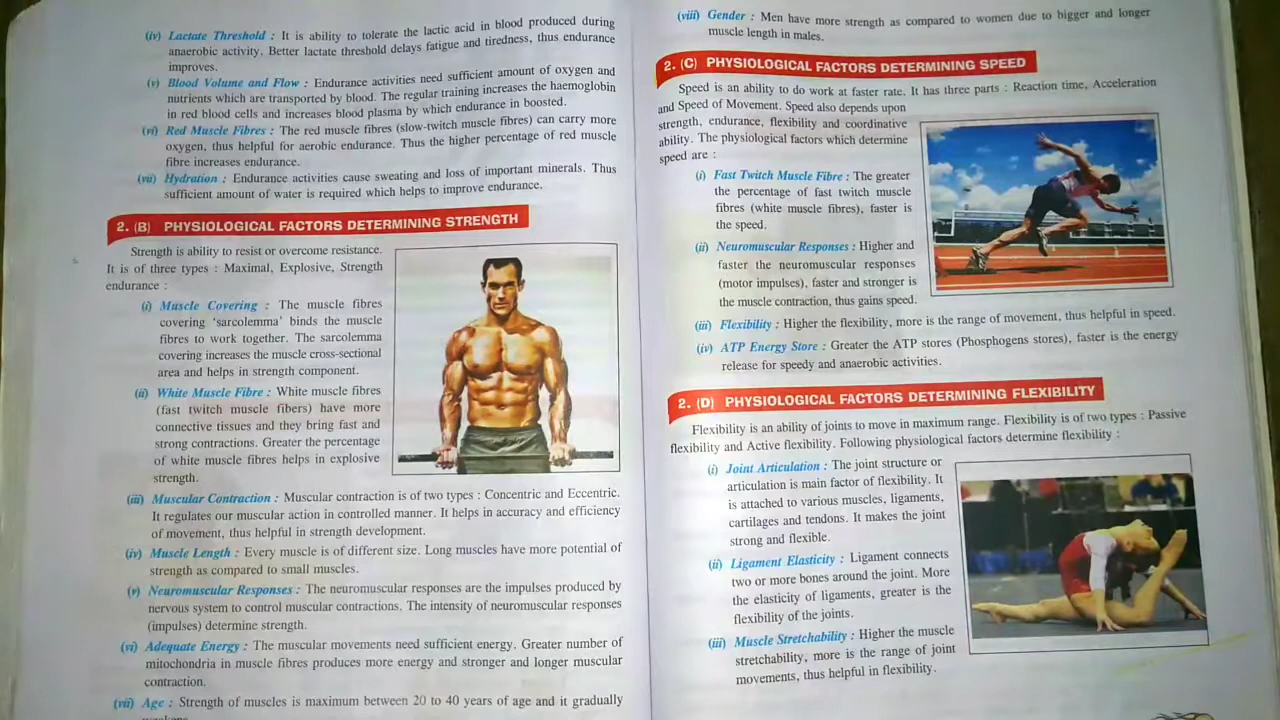 (iv) Lactate Threshold : It is ability to tolerate the lactic acid in blood produced during
anaerobic activity. Better lactate threshold delays fatigue and tiredness, thus endurance
improves.
(v) Blood Volume and Flow : Endurance activities need sufficient amount of oxygen and
nutrients which are transported by blood. The regular training increases the haemoglobin
in red blood cells and increases blood plasma by which endurance in boosted.
(vi) Red Muscle Fibres : The red muscle fibres (slow-twitch muscle fibres) can carry more
oxygen, thus helpful for aerobic endurance. Thus the higher percentage of red muscle
fibre increases endurance.
(vii) Hydration : Endurance activities cause sweating and loss of important minerals. Thus
sufficient amount of water is required which helps to improve endurance.
2. (B) PHYSIOLOGICAL FACTORS DETERMINING STRENGTH
Strength is ability to resist or overcome resistance.
It is of three types : Maximal, Explosive, Strength
endurance :
(i) Muscle Covering : The muscle fibres
covering 'sarcolemma' binds the muscle
fibres to work together. The sarcolemma
covering increases the muscle cross-sectional
area and helps in strength component.
(ii) White Muscle Fibre : White muscle fibres
(fast twitch muscle fibers) have more
connective tissues and they bring fast and
strong contractions. Greater the percentage
of white muscle fibres helps in explosive
strength.
(iii) Muscular Contraction : Muscular contraction is of two types : Concentric and Eccentric.
It regulates our muscular action in controlled manner. It helps in accuracy and efficiency
of movement, thus helpful in strength development.
(iv) Muscle Length : Every muscle is of different size. Long muscles have more potential of
strength as compared to small muscles.
(v) Neuromuscular Responses : The neuromuscular responses are the impulses produced by
nervous system to control muscular contractions. The intensity of neuromuscular responses
(impulses) determine strength.
(vi) Adequate Energy : The muscular movements need sufficient energy. Greater number of
mitochondria in muscle fibres produces more energy and stronger and longer muscular
contraction.
(vii) Age : Strength of muscles is maximum between 20 to 40 years of age and it gradually
(viii) Gender : Men have more strength as compared to women due to bigger and longer
muscle length in males.
2. (C) PHYSIOLOGICAL FACTORS DETERMINING SPEED
Speed is an ability to do work at faster rate. It has three parts : Reaction time, Acceleration
and Speed of Movement. Speed also depends upon
strength, endurance, flexibility and coordinative
ability. The physiological factors which determine
speed are :
(i) Fast Twitch Muscle Fibre : The greater
the percentage of fast twitch muscle
fibres (white muscle fibres), faster is
the speed.
(ii) Neuromuscular Responses : Higher and
faster the neuromuscular responses
(motor impulses), faster and stronger is
the muscle contraction, thus gains speed.
(iii) Flexibility : Higher the flexibility, more is the range of movement, thus helpful in speed.
(iv) ATP Energy Store : Greater the ATP stores (Phosphogens stores), faster is the energy
release for speedy and anaerobic activities.
2. (D) PHYSIOLOGICAL FACTORS DETERMINING FLEXIBILITY
Flexibility is an ability of joints to move in maximum range. Flexibility is of two types : Passive
flexibility and Active flexibility. Following physiological factors determine flexibility :
(i) Joint Articulation : The joint structure or
articulation is main factor of flexibility. It
is attached to various muscles, ligaments,
cartilages and tendons. It makes the joint
strong and flexible.
(ii) Ligament Elasticity : Ligament connects
two or more bones around the joint. More
the elasticity of ligaments, greater is the
flexibility of the joints.
(iii) Muscle Stretchability : Higher the muscle
stretchability, more is the range of joint
movements, thus helpful in flexibility.